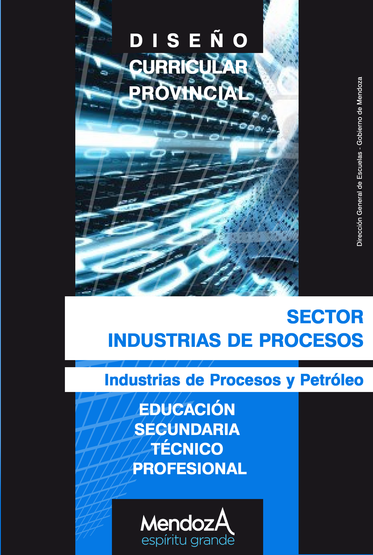 DISEÑO
CURRICULAR
PROVINCIAL
Dirección General de Escuelas - Gobierno de Mendoza
SECTOR
INDUSTRIAS DE PROCESOS
Industrias de Procesos y Petróleo
EDUCACIÓN
SECUNDARIA
TÉCNICO
PROFESIONAL
MendozA
espíritu grande